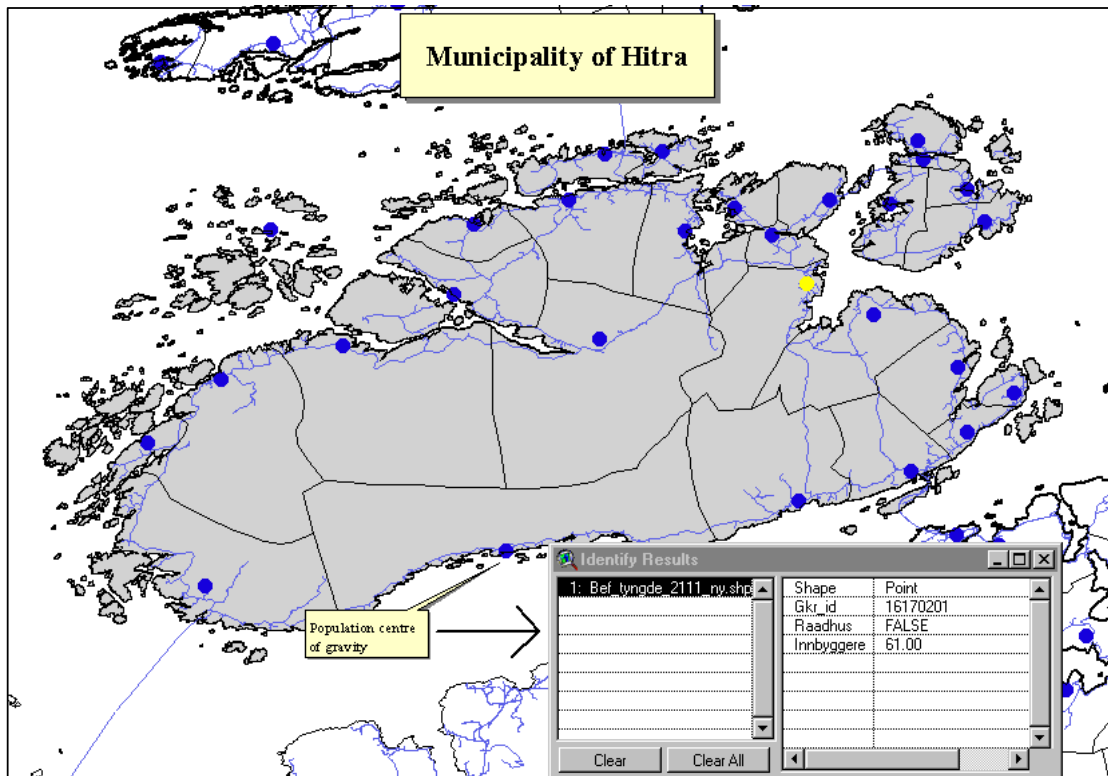 Municipality of Hitra
Population centre
of gravity
Identify Results
1: Bef_tyngde_2111_ny.shp
Shape Point
Gkr_id 16170201
Raadhus FALSE
Innbyggere 61.00
Clear Clear All